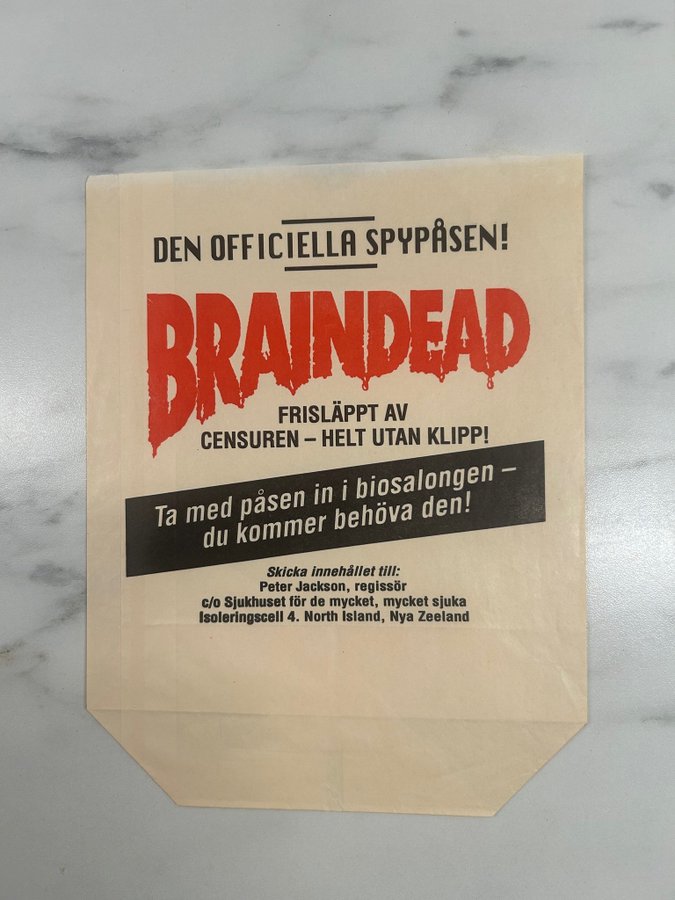 DEN OFFICIELLA SPYPÅSEN!
BRAINDEAD
FRISLÄPPT AV
CENSUREN – HELT UTAN KLIPP!
Ta med påsen in i biosalongen –
du kommer behöva den!
Skicka innehållet till:
Peter Jackson, regissör
c/o Sjukhuset för de mycket, mycket sjuka
Isoleringscell 4. North Island, Nya Zeeland